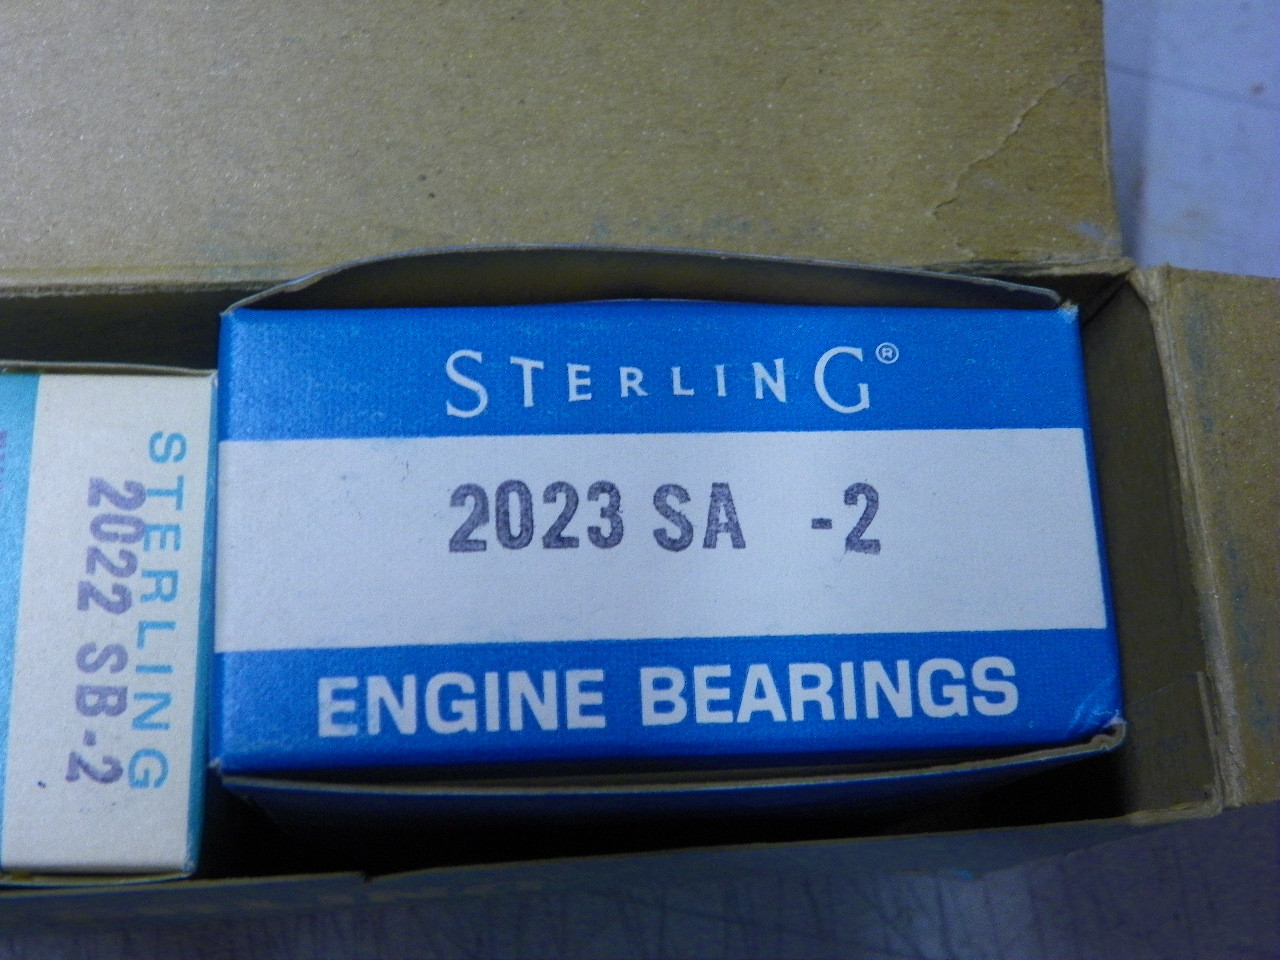 STERLING®
2023 SA -2
ENGINE BEARINGS
STERLING
2022 SB-2